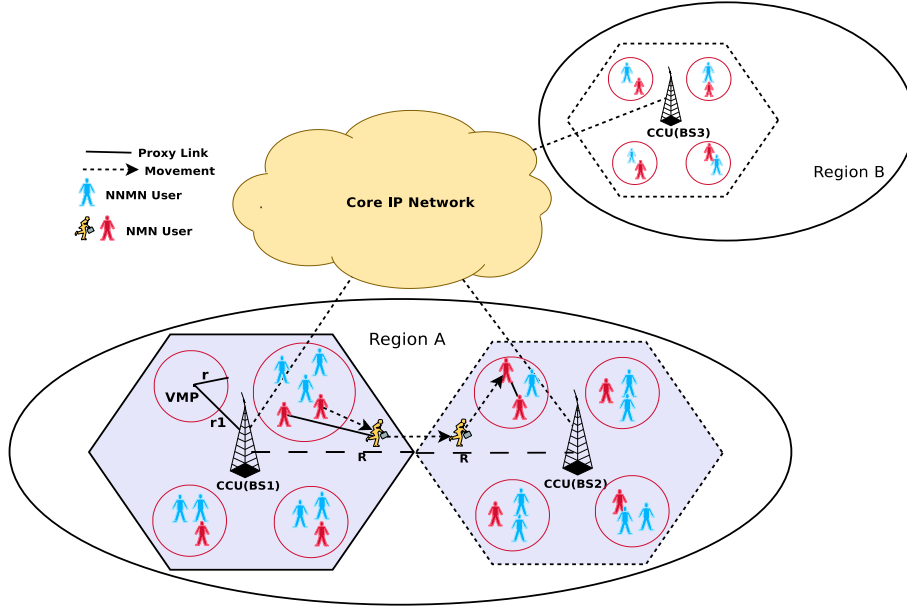 CCU(BS3)
Region B
Proxy Link
Movement
NNMN User
NMN User
Core IP Network
Region A
r
VMP
r1
R
R
CCU(BS1)
CCU(BS2)